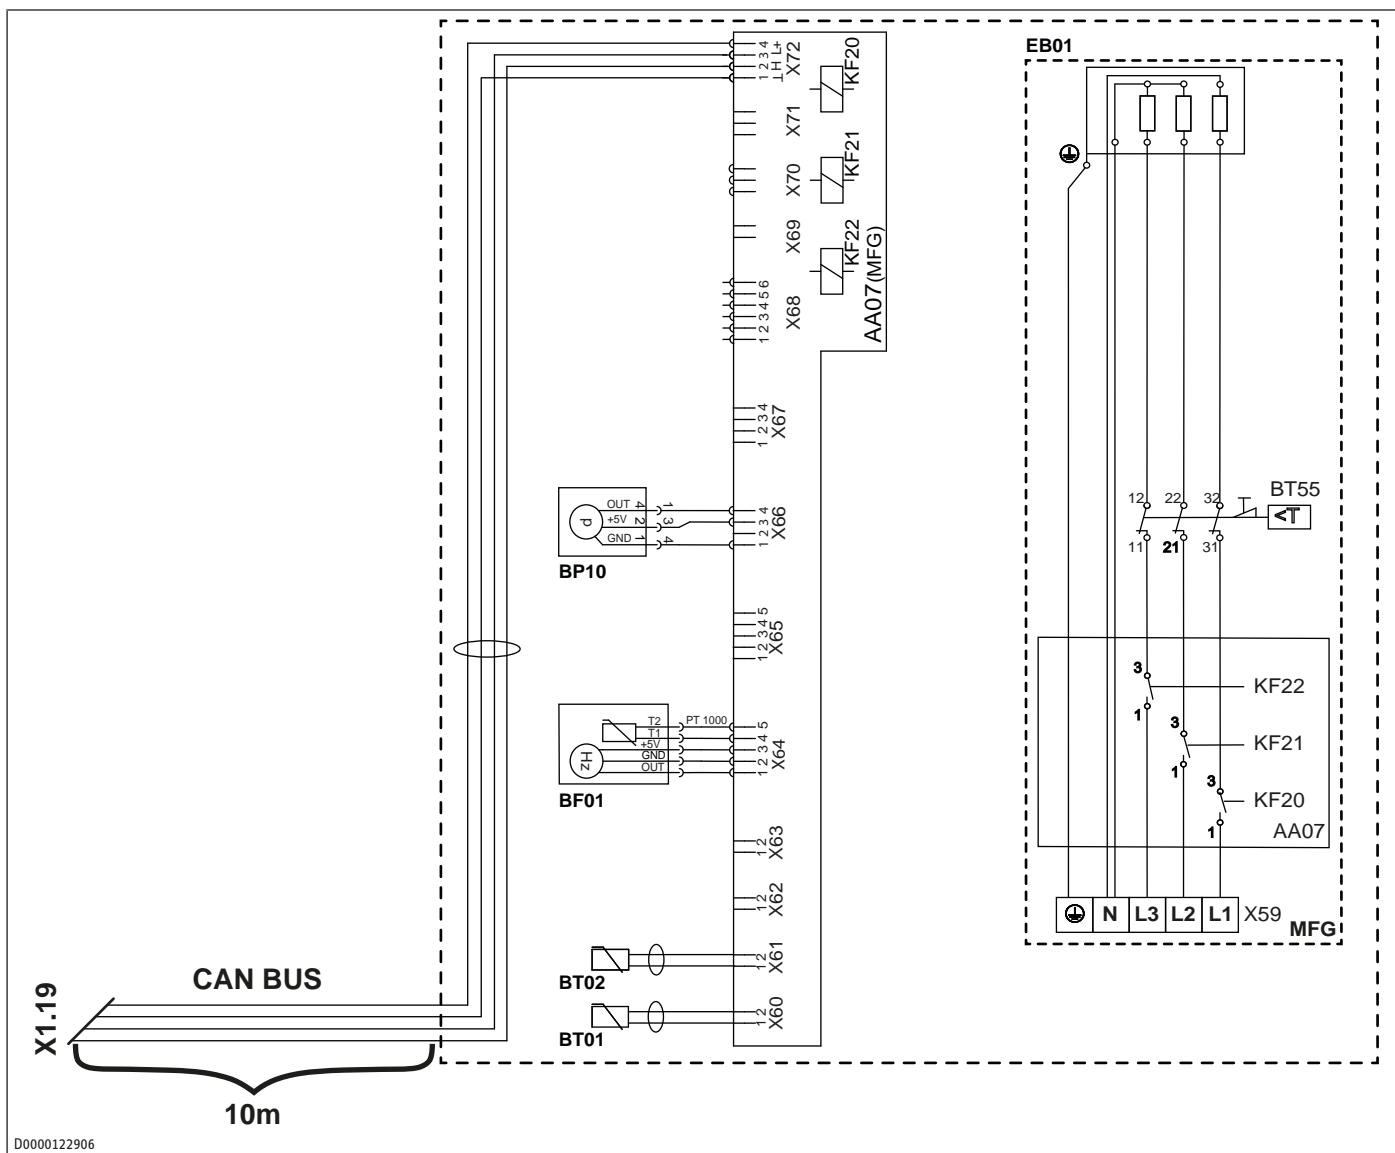 EB01
4 L+
3 L
2 H
1 ⊥
X72
KF20
X71
KF21
X70
X69
KF22
AA07(MFG)
6
5
4
3
2
1
X68
4
3
2
1
X67
OUT 4 1
+5V 2 3
GND 1 4
p
BP10
4
3
2
1
X66
12 22 32
BT55
<T
11 21 31
5
4
3
2
1
X65
T2 PT 1000
T1
+5V
GND
OUT
Hz
BF01
5
4
3
2
1
X64
3
1
KF22
3
1
KF21
3
1
KF20
AA07
2
1
X63
2
1
X62
N L3 L2 L1 X59
MFG
BT02
2
1
X61
BT01
2
1
X60
CAN BUS
X1.19
10m
D0000122906